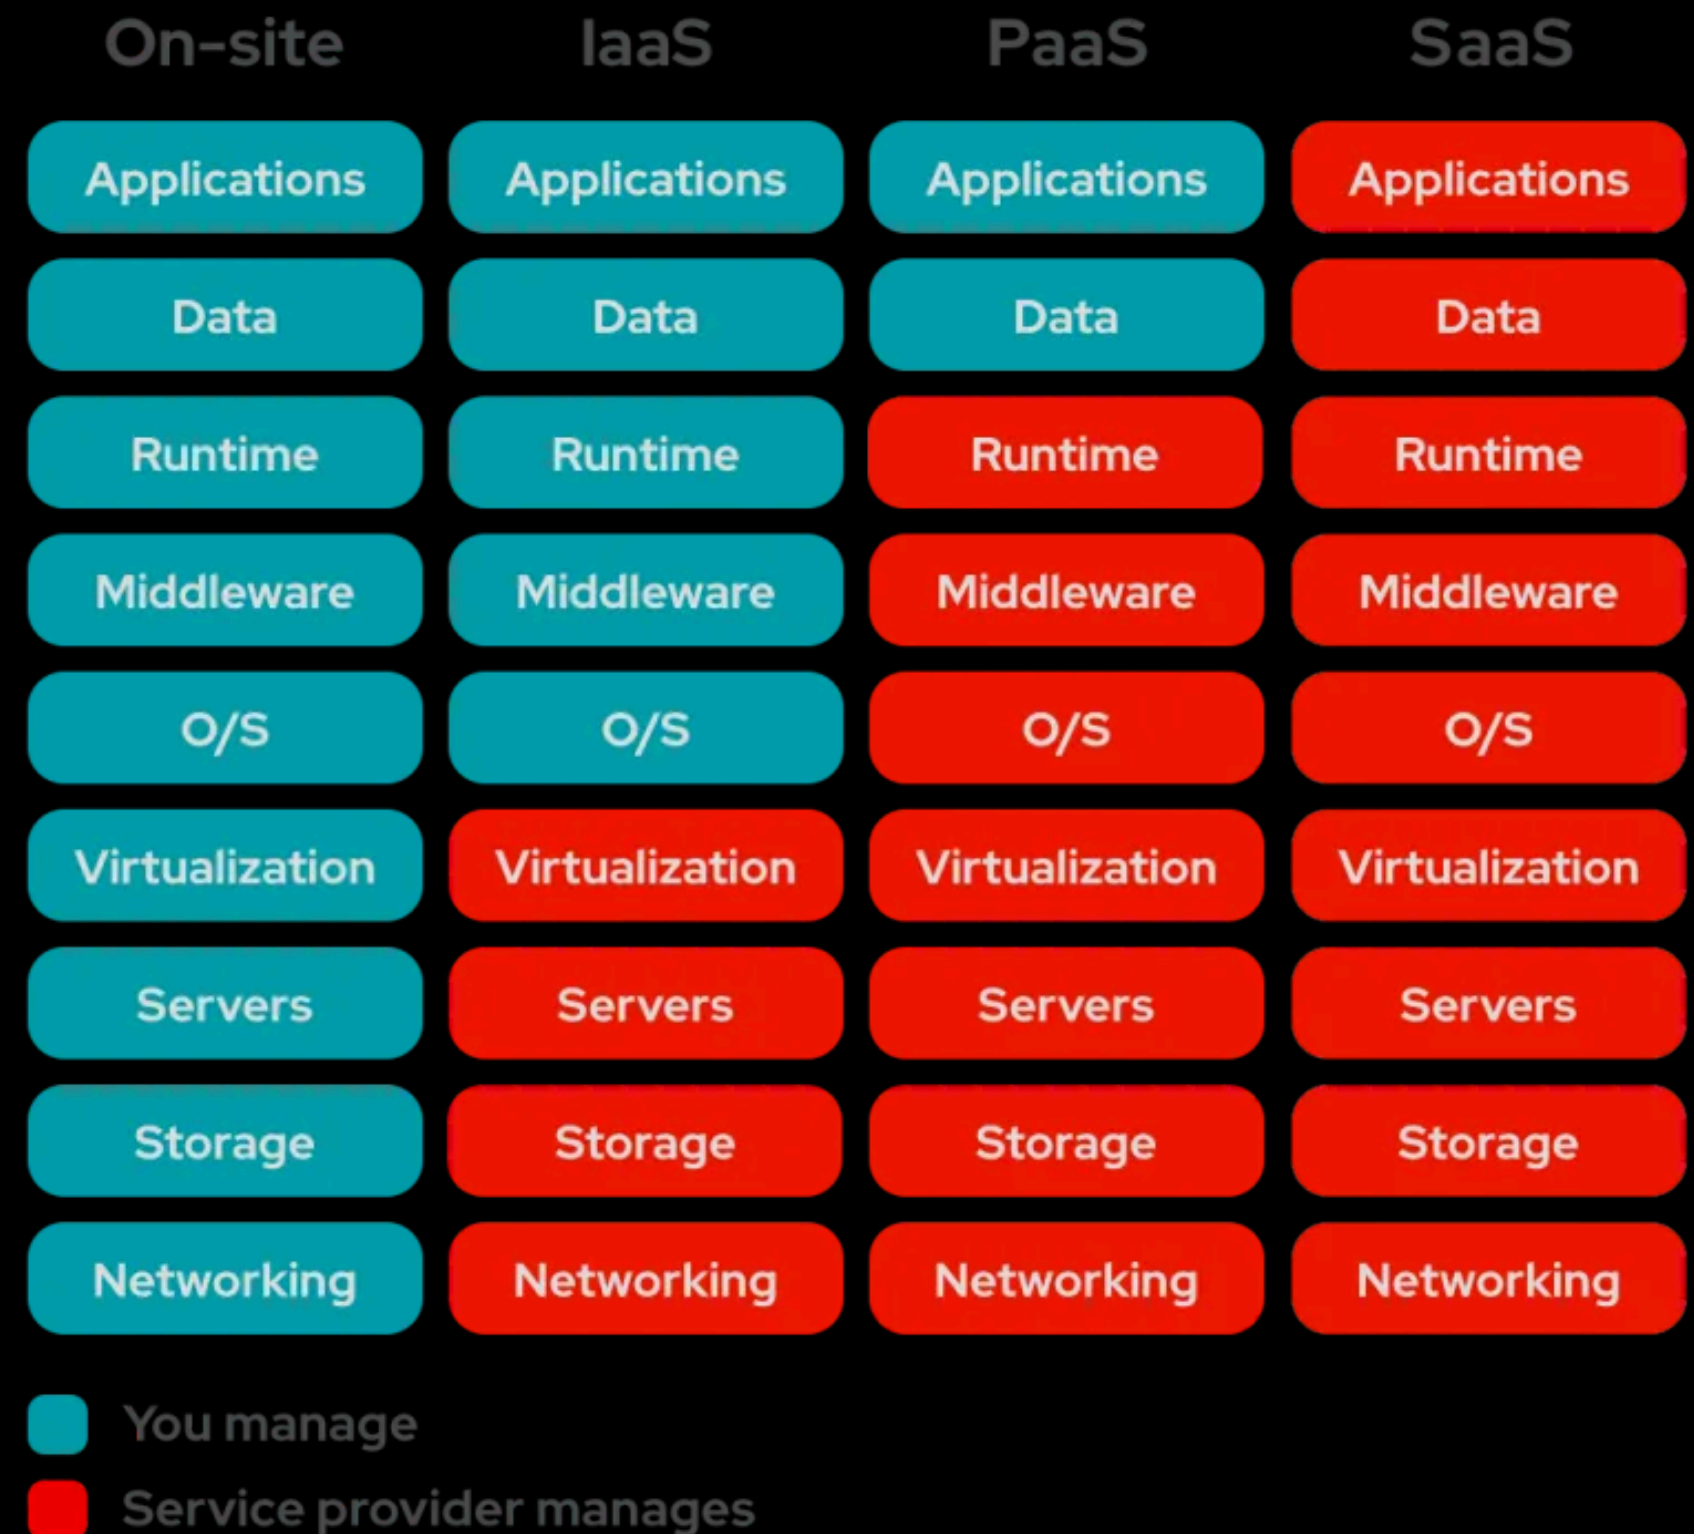 On-site IaaS PaaS SaaS
Applications Applications Applications Applications
Data Data Data Data
Runtime Runtime Runtime Runtime
Middleware Middleware Middleware Middleware
O/S O/S O/S O/S
Virtualization Virtualization Virtualization Virtualization
Servers Servers Servers Servers
Storage Storage Storage Storage
Networking Networking Networking Networking
You manage
Service provider manages